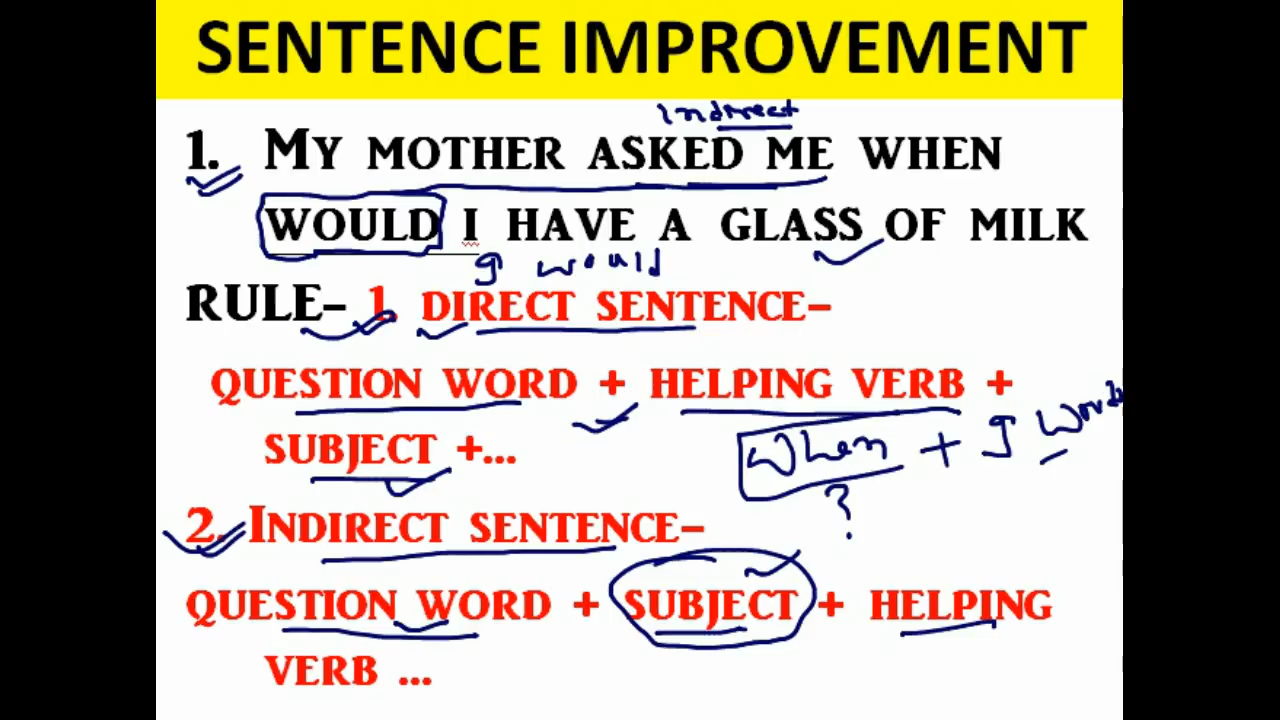 SENTENCE IMPROVEMENT
Indirect
1. MY MOTHER ASKED ME WHEN
WOULD I HAVE A GLASS OF MILK
I would
RULE– 1. DIRECT SENTENCE–
QUESTION WORD + HELPING VERB +
SUBJECT +...
When + I
?
2. INDIRECT SENTENCE–
QUESTION WORD + SUBJECT + HELPING
VERB ...